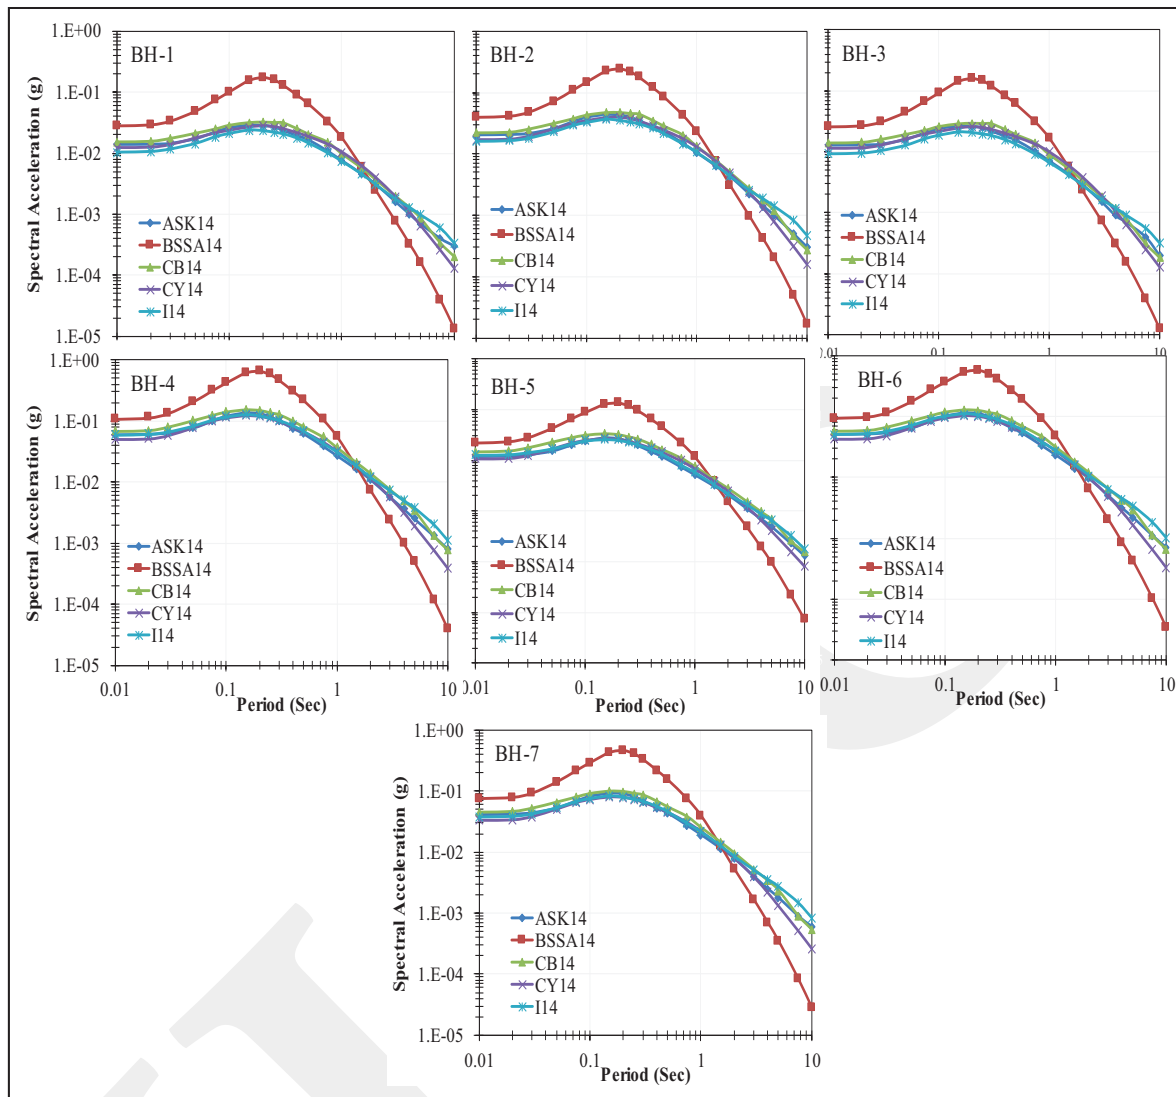 BH-1
Spectral Acceleration (g)
1.E+00
1.E-01
1.E-02
1.E-03
1.E-04
1.E-05
ASK14
BSSA14
CB14
CY14
I14
BH-2
ASK14
BSSA14
CB14
CY14
I14
BH-3
ASK14
BSSA14
CB14
CY14
I14
0.01 0.1 1 10
BH-4
Spectral Acceleration (g)
1.E+00
1.E-01
1.E-02
1.E-03
1.E-04
1.E-05
ASK14
BSSA14
CB14
CY14
I14
0.01 0.1 1 10
Period (Sec)
BH-5
ASK14
BSSA14
CB14
CY14
I14
0.01 0.1 1 10
Period (Sec)
BH-6
ASK14
BSSA14
CB14
CY14
I14
0.01 0.1 1 10
Period (Sec)
BH-7
Spectral Acceleration (g)
1.E+00
1.E-01
1.E-02
1.E-03
1.E-04
1.E-05
ASK14
BSSA14
CB14
CY14
I14
0.01 0.1 1 10
Period (Sec)